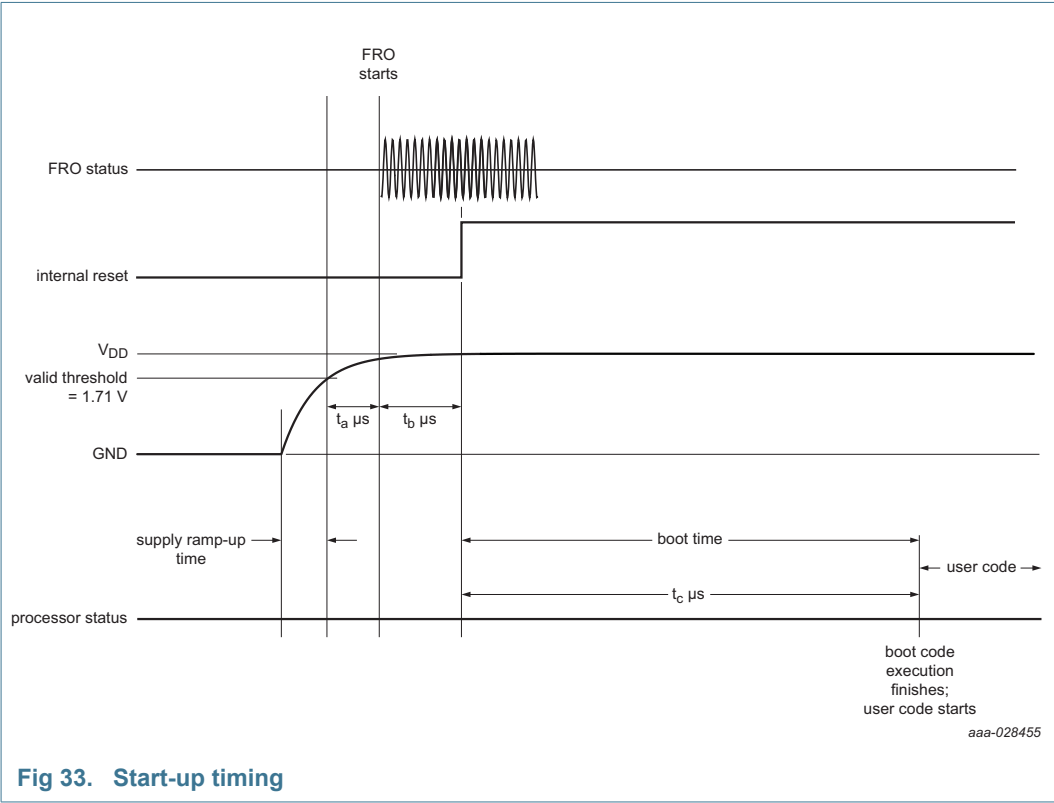 FRO
starts
FRO status
internal reset
VDD
valid threshold
= 1.71 V
ta μs
tb μs
GND
supply ramp-up
time
boot time
user code
tc μs
processor status
boot code
execution
finishes;
user code starts
aaa-028455
Fig 33. Start-up timing